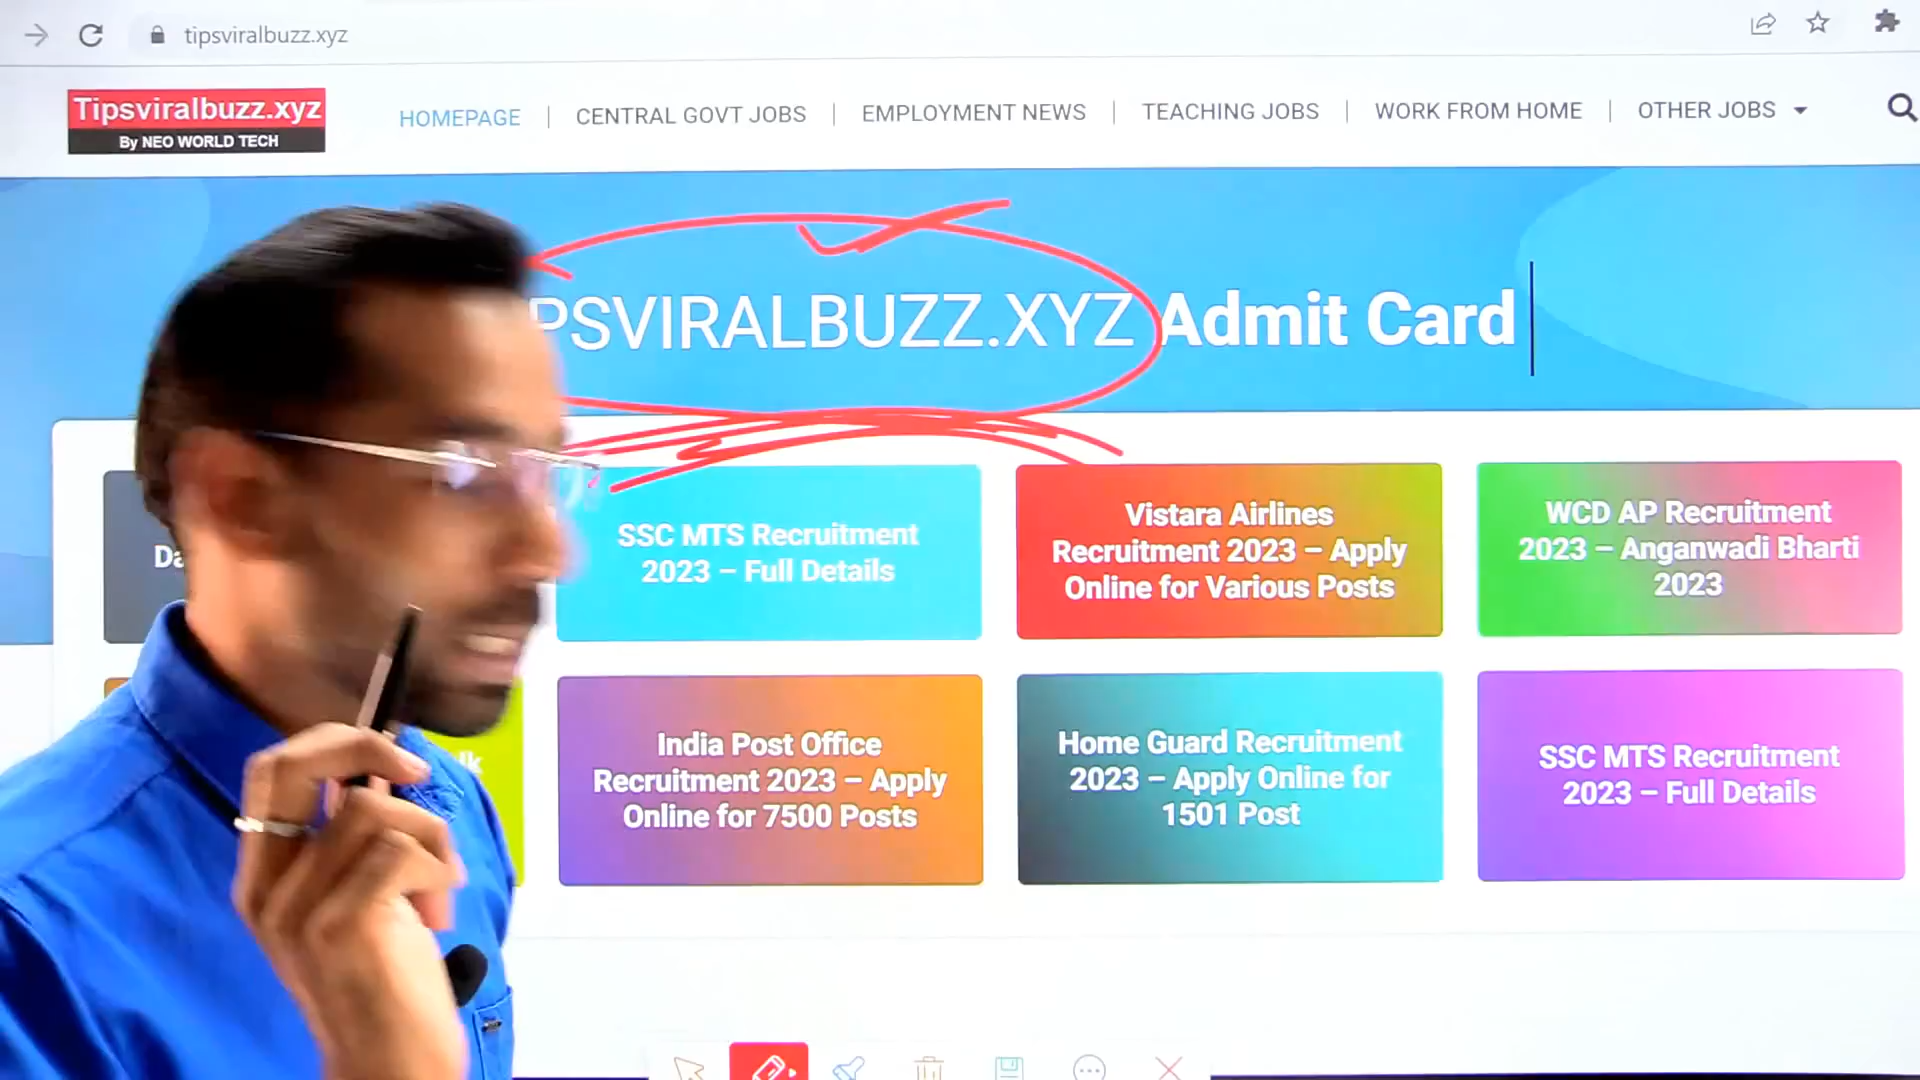 tipsviralbuzz.xyz
Tipsviralbuzz.xyz
By NEO WORLD TECH
HOMEPAGE
CENTRAL GOVT JOBS
EMPLOYMENT NEWS
TEACHING JOBS
WORK FROM HOME
OTHER JOBS
PSVIRALBUZZ.XYZ Admit Card
Da
SSC MTS Recruitment
2023 – Full Details
Vistara Airlines
Recruitment 2023 – Apply
Online for Various Posts
WCD AP Recruitment
2023 – Anganwadi Bharti
2023
lk
India Post Office
Recruitment 2023 – Apply
Online for 7500 Posts
Home Guard Recruitment
2023 – Apply Online for
1501 Post
SSC MTS Recruitment
2023 – Full Details